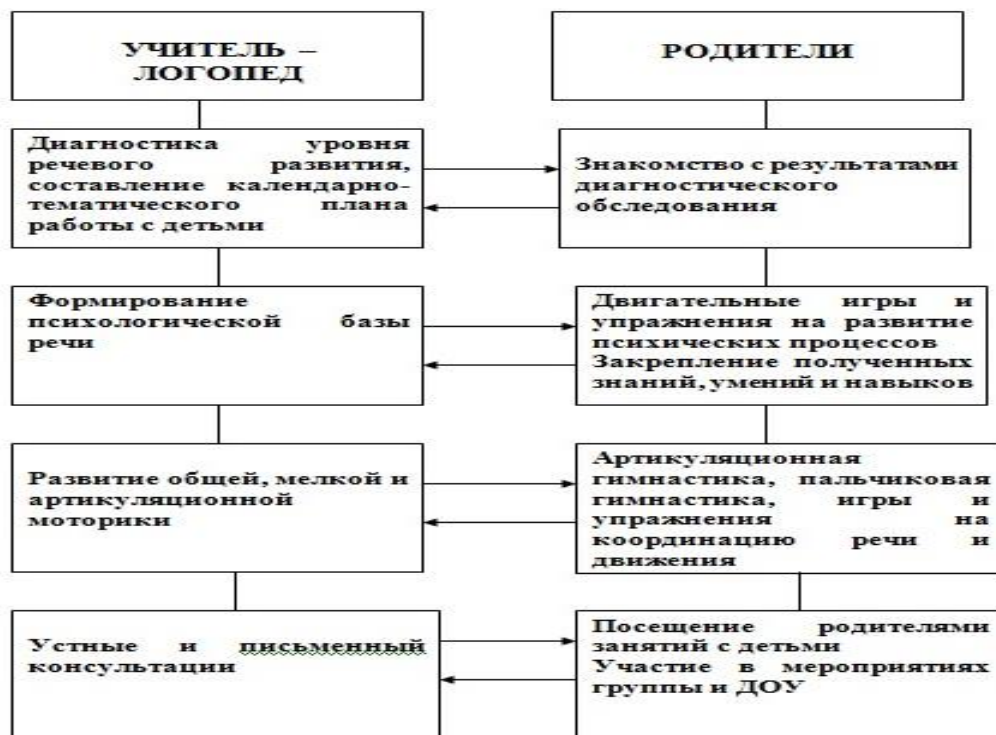 УЧИТЕЛЬ –
ЛОГОПЕД
РОДИТЕЛИ
Диагностика уровня
речевого развития,
составление календарно-
тематического плана
работы с детьми
Знакомство с результатами
диагностического
обследования
Формирование
психологической базы
речи
Двигательные игры и
упражнения на развитие
психических процессов
Закрепление полученных
знаний, умений и навыков
Развитие общей, мелкой и
артикуляционной
моторики
Артикуляционная
гимнастика, пальчиковая
гимнастика, игры и
упражнения на
координацию речи и
движения
Устные и письменный
консультации
Посещение родителями
занятий с детьми
Участие в мероприятиях
группы и ДОУ